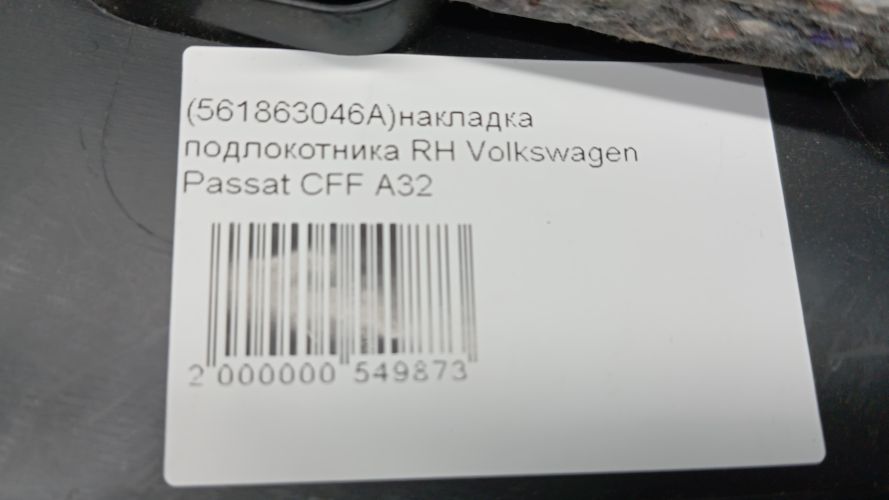 (561863046A)накладка
подлокотника RH Volkswagen
Passat CFF A32
2 000000 549873